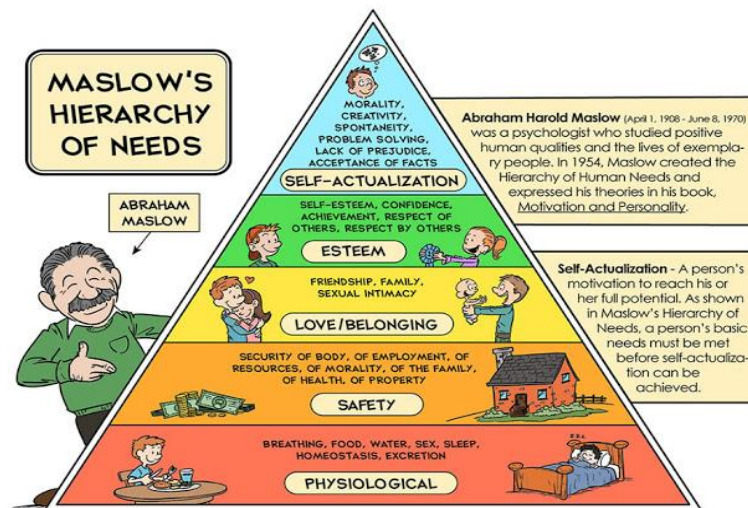 MASLOW'S
HIERARCHY
OF NEEDS
ABRAHAM
MASLOW
MORALITY,
CREATIVITY,
SPONTANEITY,
PROBLEM SOLVING,
LACK OF PREJUDICE,
ACCEPTANCE OF FACTS
SELF-ACTUALIZATION
SELF-ESTEEM, CONFIDENCE,
ACHIEVEMENT, RESPECT OF
OTHERS, RESPECT BY OTHERS
ESTEEM
FRIENDSHIP, FAMILY,
SEXUAL INTIMACY
LOVE/BELONGING
SECURITY OF BODY, OF EMPLOYMENT, OF
RESOURCES, OF MORALITY, OF THE FAMILY,
OF HEALTH, OF PROPERTY
SAFETY
BREATHING, FOOD, WATER, SEX, SLEEP,
HOMEOSTASIS, EXCRETION
PHYSIOLOGICAL
Abraham Harold Maslow (April 1, 1908 - June 8, 1970)
was a psychologist who studied positive
human qualities and the lives of exempla-
ry people. In 1954, Maslow created the
Hierarchy of Human Needs and
expressed his theories in his book,
Motivation and Personality.
Self-Actualization - A person's
motivation to reach his or
her full potential. As shown
in Maslow's Hierarchy of
Needs, a person's basic
needs must be met
before self-actualiza-
tion can be
achieved.